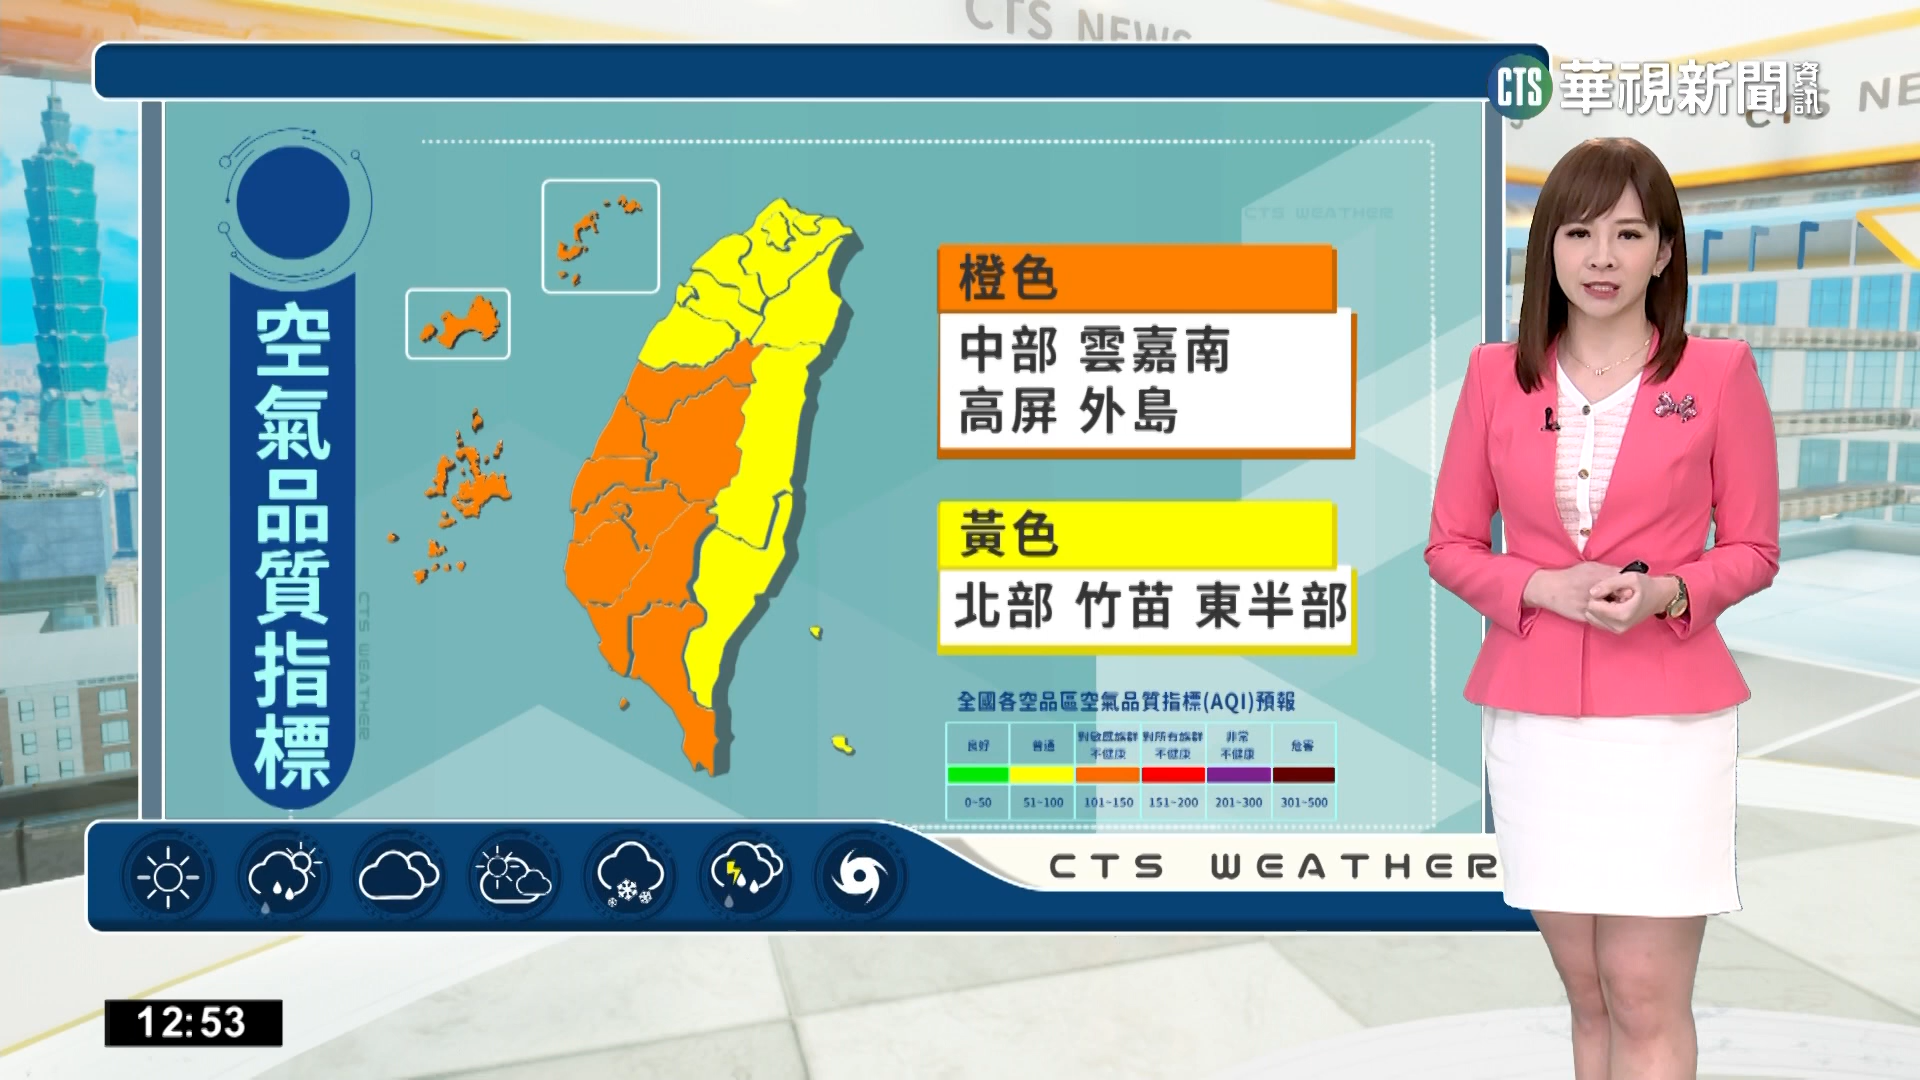 CTS NEWS
CTS 華視新聞資訊
CTS NE
CTS WEATHER
空氣品質指標
CTS WEATHER
橙色
中部 雲嘉南
高屏 外島
黃色
北部 竹苗 東半部
全國各空品區空氣品質指標(AQI)預報
良好 普通 對敏感族群不健康 對所有族群不健康 非常不健康 危害
0~50 51~100 101~150 151~200 201~300 301~500
CTS WEATHER
12:53